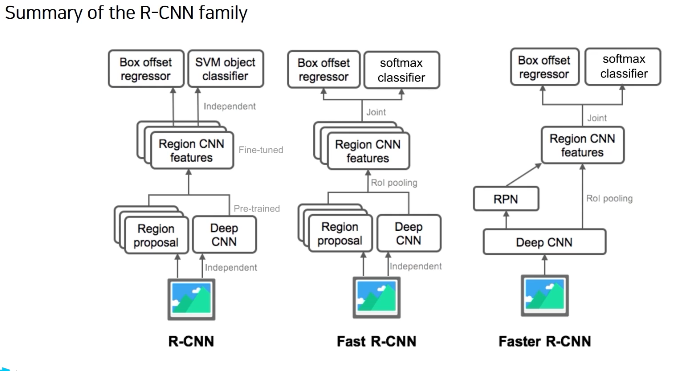 Summary of the R-CNN family
Box offset
regressor
SVM object
classifier
Independent
Region CNN
features
Fine-tuned
Pre-trained
Region
proposal
Deep
CNN
Independent
R-CNN
Box offset
regressor
softmax
classifier
Joint
Region CNN
features
RoI pooling
Region
proposal
Deep
CNN
Independent
Fast R-CNN
Box offset
regressor
softmax
classifier
Joint
Region CNN
features
RPN
RoI pooling
Deep CNN
Faster R-CNN